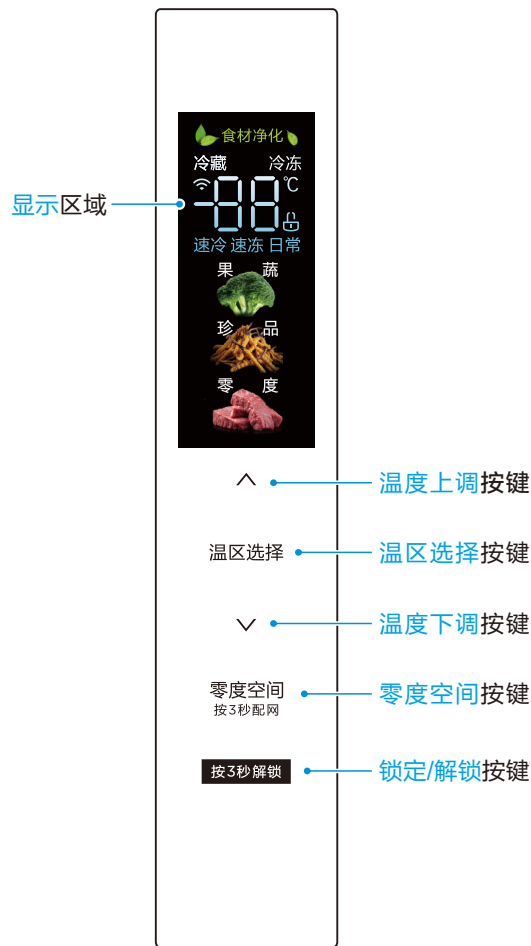 食材净化
冷藏 冷冻
-88℃
显示区域
速冷 速冻 日常
果 蔬
珍 品
零 度
温度上调按键
温区选择 温区选择按键
温度下调按键
零度空间 零度空间按键
按3秒配网
按3秒解锁 锁定/解锁按键